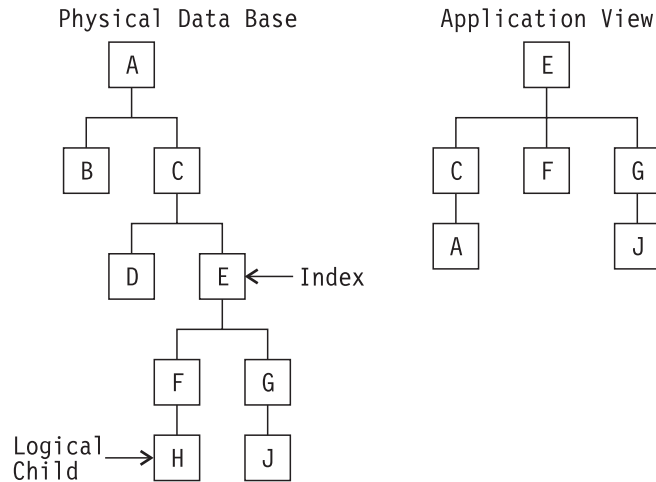 Physical Data Base
A
B
C
D
E
Index
F
G
Logical
Child
H
J
Application View
E
C
F
G
A
J